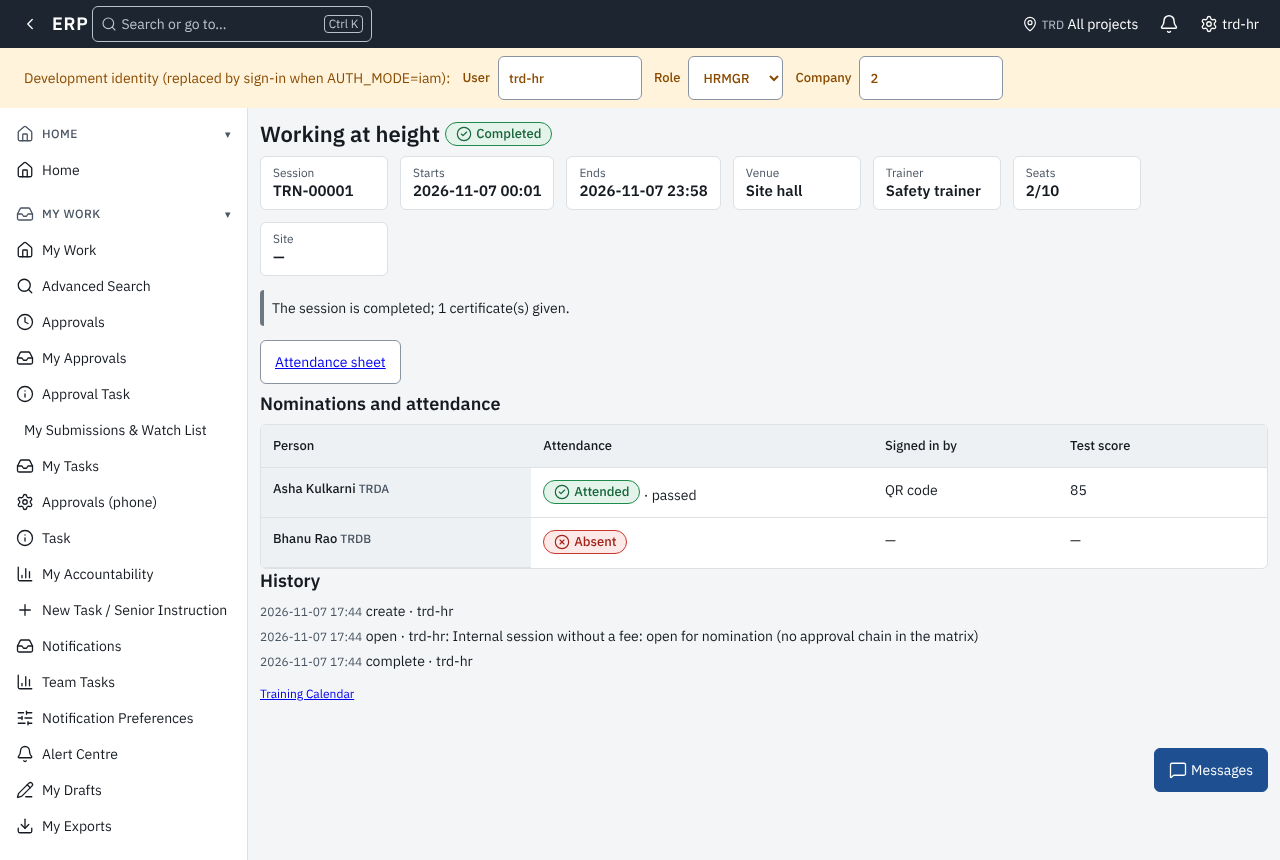 ERP
Search or go to...
Ctrl K
TRD All projects
trd-hr
Development identity (replaced by sign-in when AUTH_MODE=iam):
User
trd-hr
Role
HRMGR
Company
2
HOME
Home
MY WORK
My Work
Advanced Search
Approvals
My Approvals
Approval Task
My Submissions & Watch List
My Tasks
Approvals (phone)
Task
My Accountability
New Task / Senior Instruction
Notifications
Team Tasks
Notification Preferences
Alert Centre
My Drafts
My Exports
Working at height
Completed
Session
TRN-00001
Starts
2026-11-07 00:01
Ends
2026-11-07 23:58
Venue
Site hall
Trainer
Safety trainer
Seats
2/10
Site
—
The session is completed; 1 certificate(s) given.
Attendance sheet
Nominations and attendance
Person Attendance Signed in by Test score
Asha Kulkarni TRDA Attended · passed QR code 85
Bhanu Rao TRDB Absent — —
History
2026-11-07 17:44 create · trd-hr
2026-11-07 17:44 open · trd-hr: Internal session without a fee: open for nomination (no approval chain in the matrix)
2026-11-07 17:44 complete · trd-hr
Training Calendar
Messages